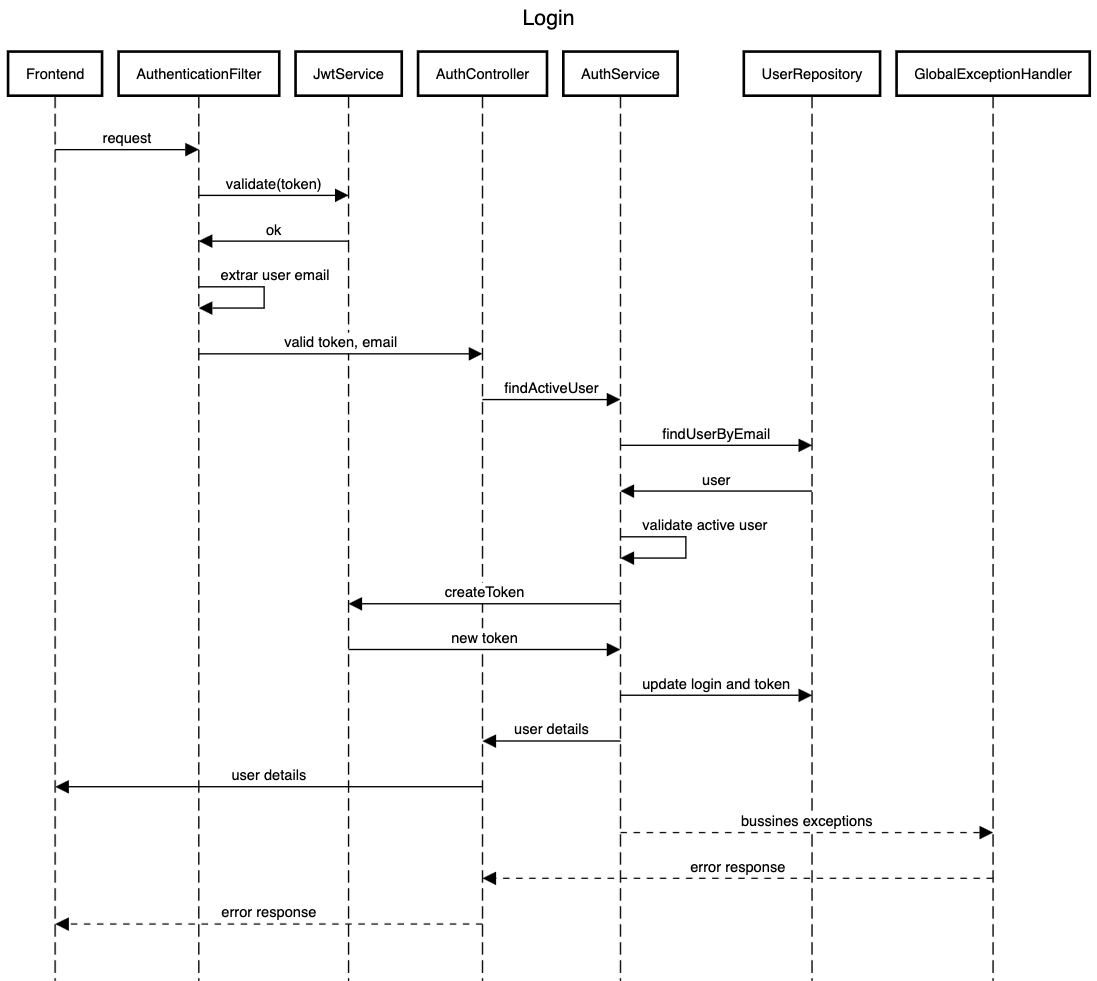 Login
Frontend
AuthenticationFilter
JwtService
AuthController
AuthService
UserRepository
GlobalExceptionHandler
request
validate(token)
ok
extrar user email
valid token, email
findActiveUser
findUserByEmail
user
validate active user
createToken
new token
update login and token
user details
user details
bussines exceptions
error response
error response